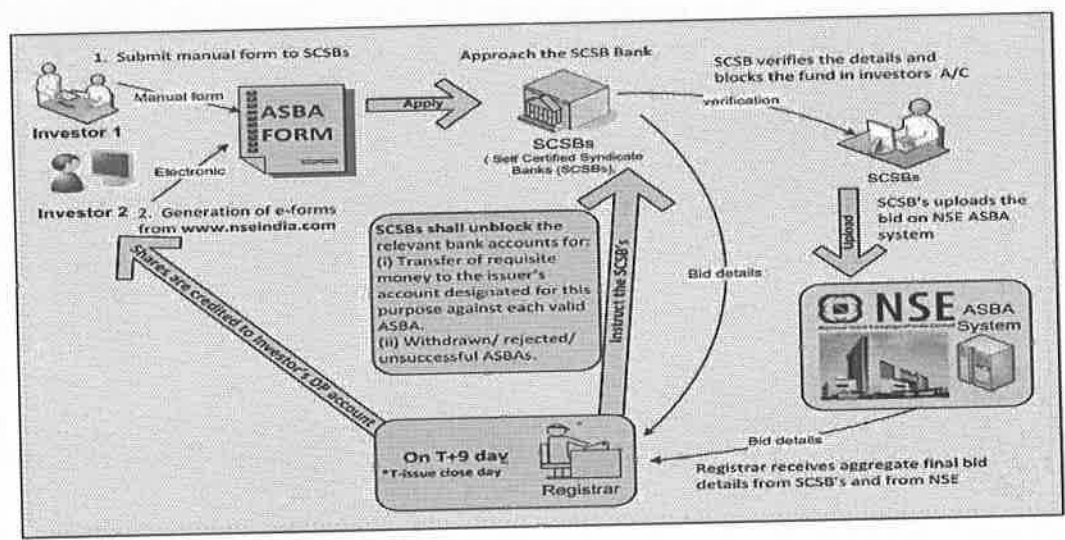 1. Submit manual form to SCSBs
Manual form
Investor 1
ASBA
FORM
Electronic
Investor 2
2. Generation of e-forms
from www.nseindia.com
Apply
Approach the SCSB Bank
SCSBs
( Self Certified Syndicate
Banks (SCSBs),
SCSB verifies the details and
blocks the fund in investors A/C
verification
SCSBs
SCSB's uploads the
bid on NSE ASBA
system
Upload
NSE
ASBA
System
Bid details
Bid details
Registrar receives aggregate final bid
details from SCSB's and from NSE
SCSBs shall unblock the
relevant bank accounts for:
(i) Transfer of requisite
money to the issuer's
account designated for this
purpose against each valid
ASBA.
(ii) Withdrawn/ rejected/
unsuccessful ASBAs.
Instruct the SCSB's
On T+9 day
*T-issue close day
Registrar
Shares are credited to Investor's DP account